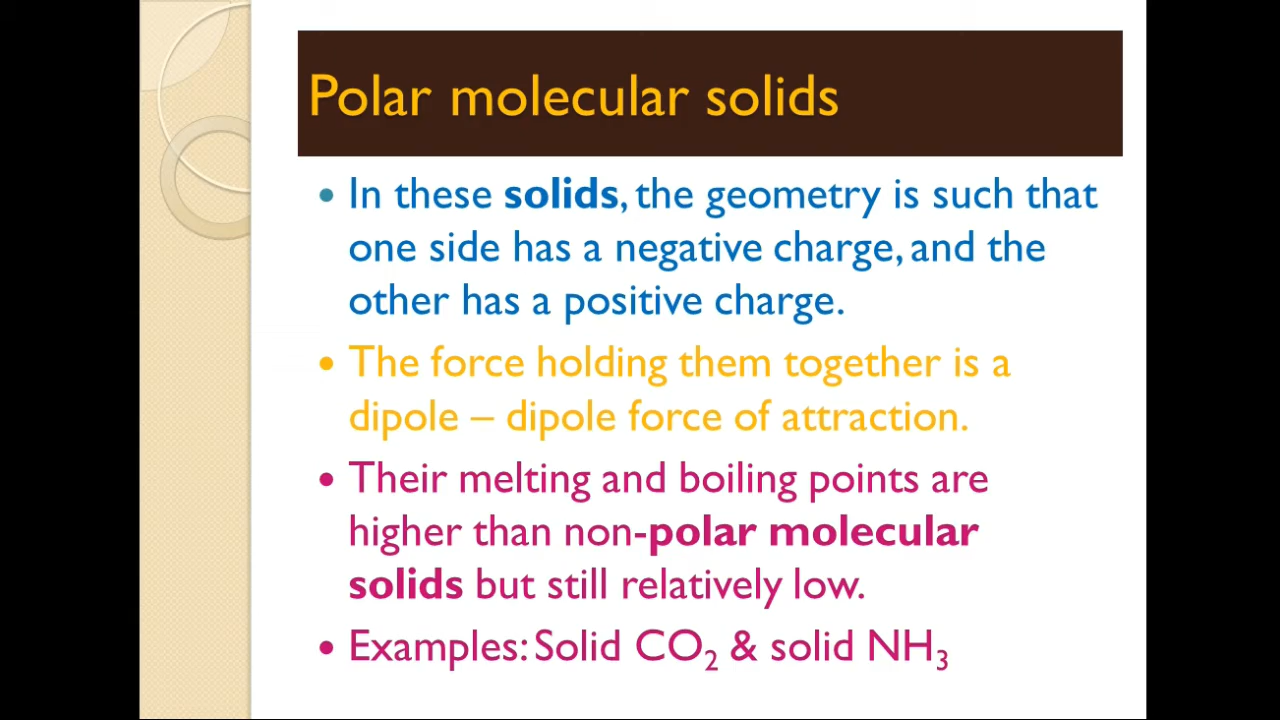 Polar molecular solids
• In these solids, the geometry is such that
one side has a negative charge, and the
other has a positive charge.
• The force holding them together is a
dipole – dipole force of attraction.
• Their melting and boiling points are
higher than non-polar molecular
solids but still relatively low.
• Examples: Solid CO₂ & solid NH₃